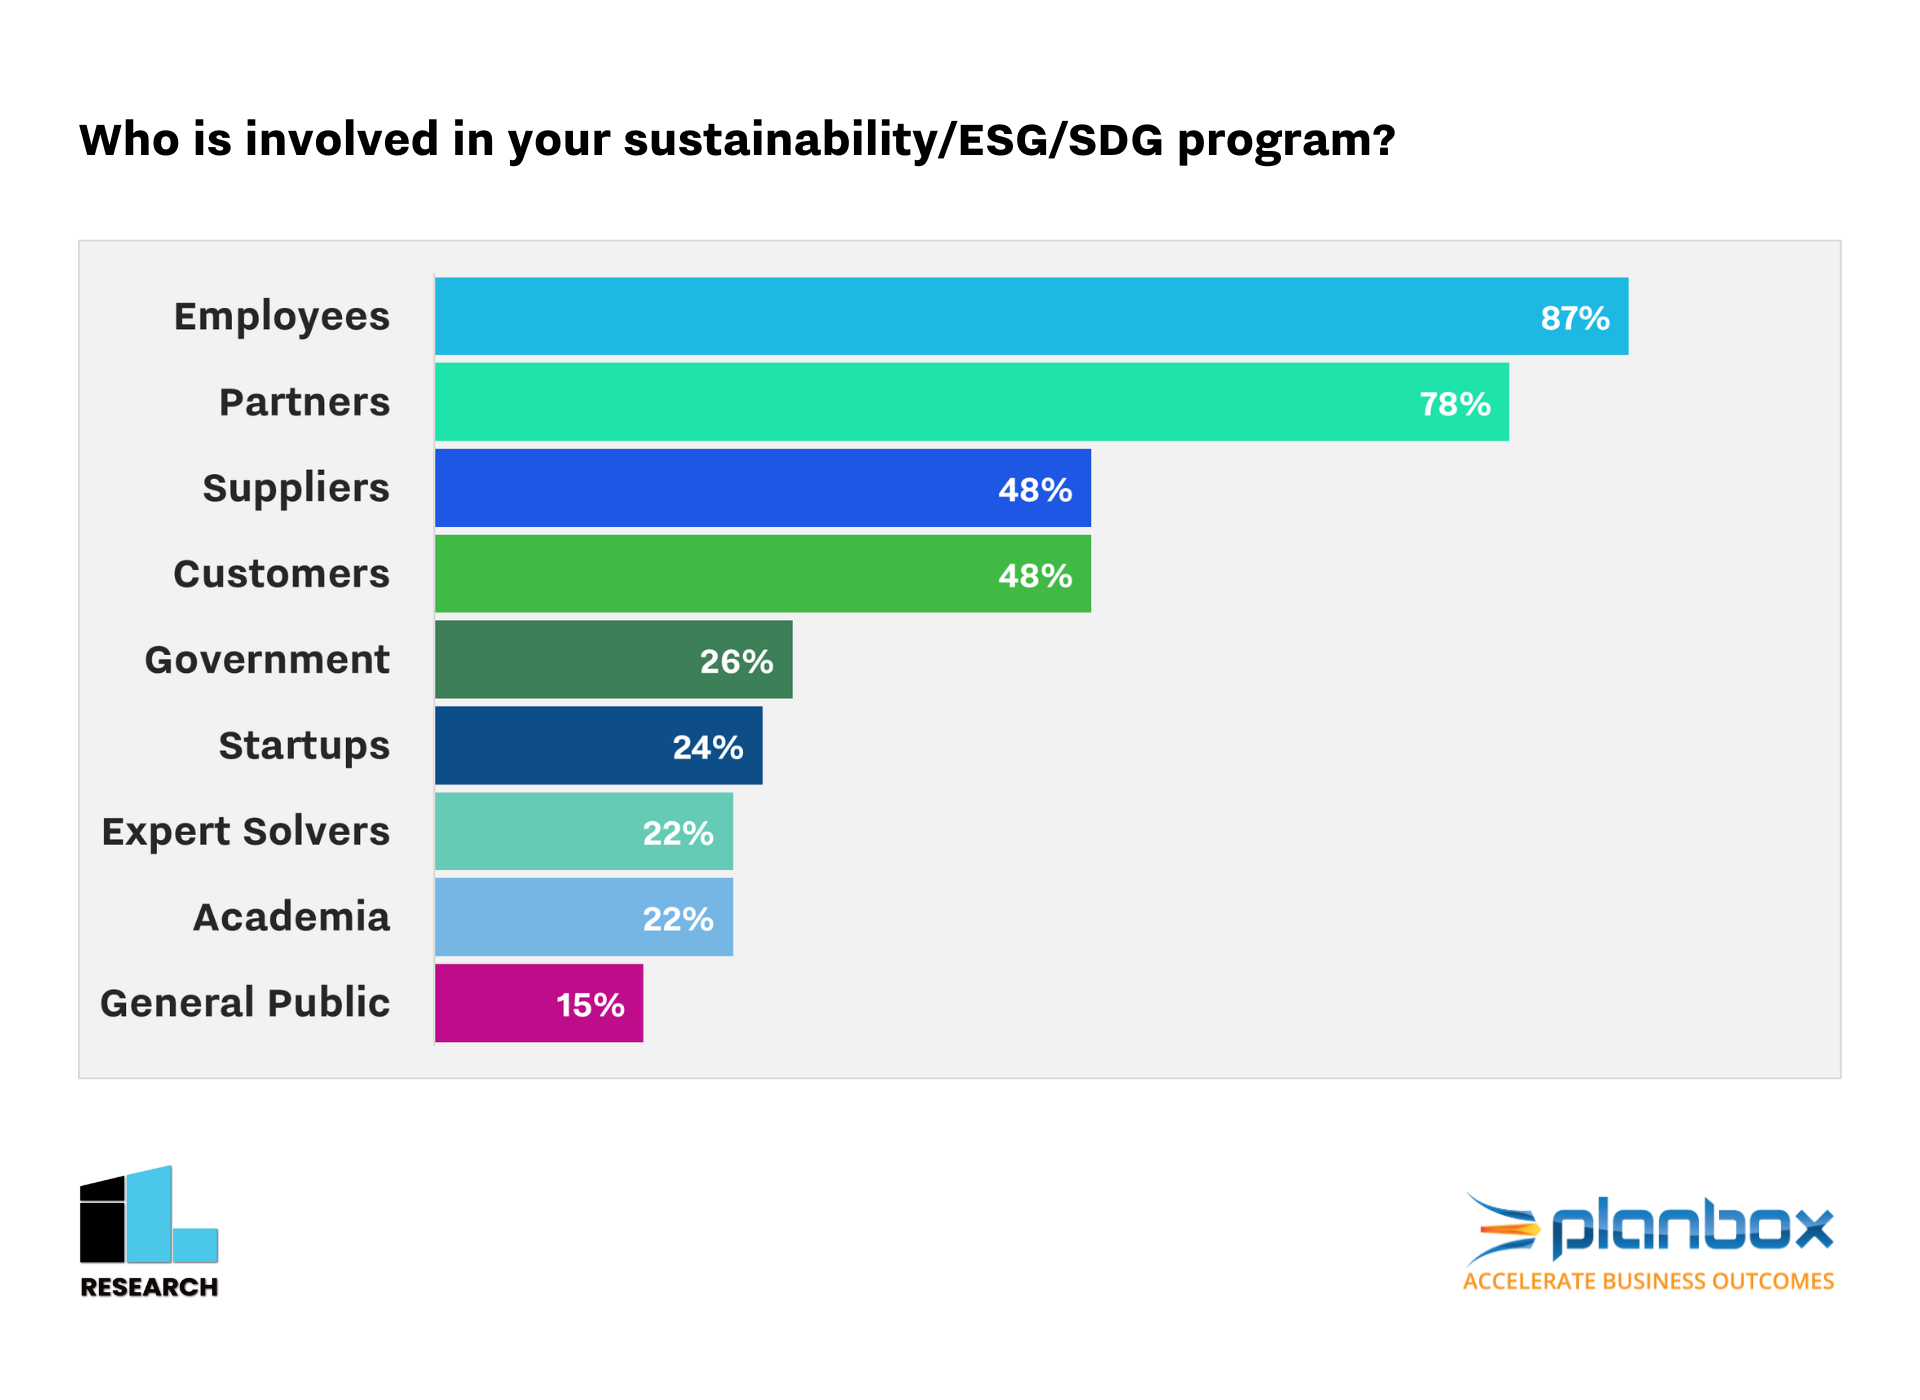 Who is involved in your sustainability/ESG/SDG program?
Employees 87%
Partners 78%
Suppliers 48%
Customers 48%
Government 26%
Startups 24%
Expert Solvers 22%
Academia 22%
General Public 15%
RESEARCH
planbox
ACCELERATE BUSINESS OUTCOMES